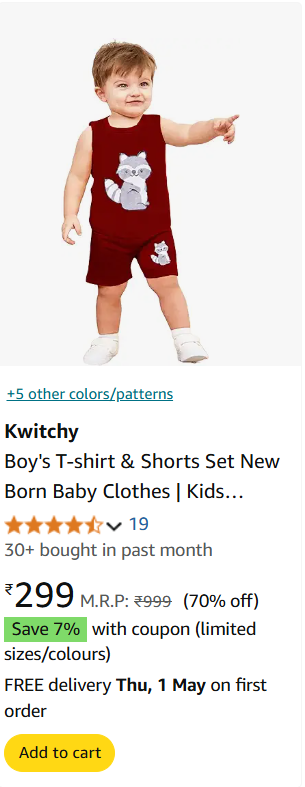 +5 other colors/patterns
Kwitchy
Boy's T-shirt & Shorts Set New
Born Baby Clothes | Kids…
19
30+ bought in past month
₹299 M.R.P: ₹999 (70% off)
Save 7% with coupon (limited
sizes/colours)
FREE delivery Thu, 1 May on first
order
Add to cart